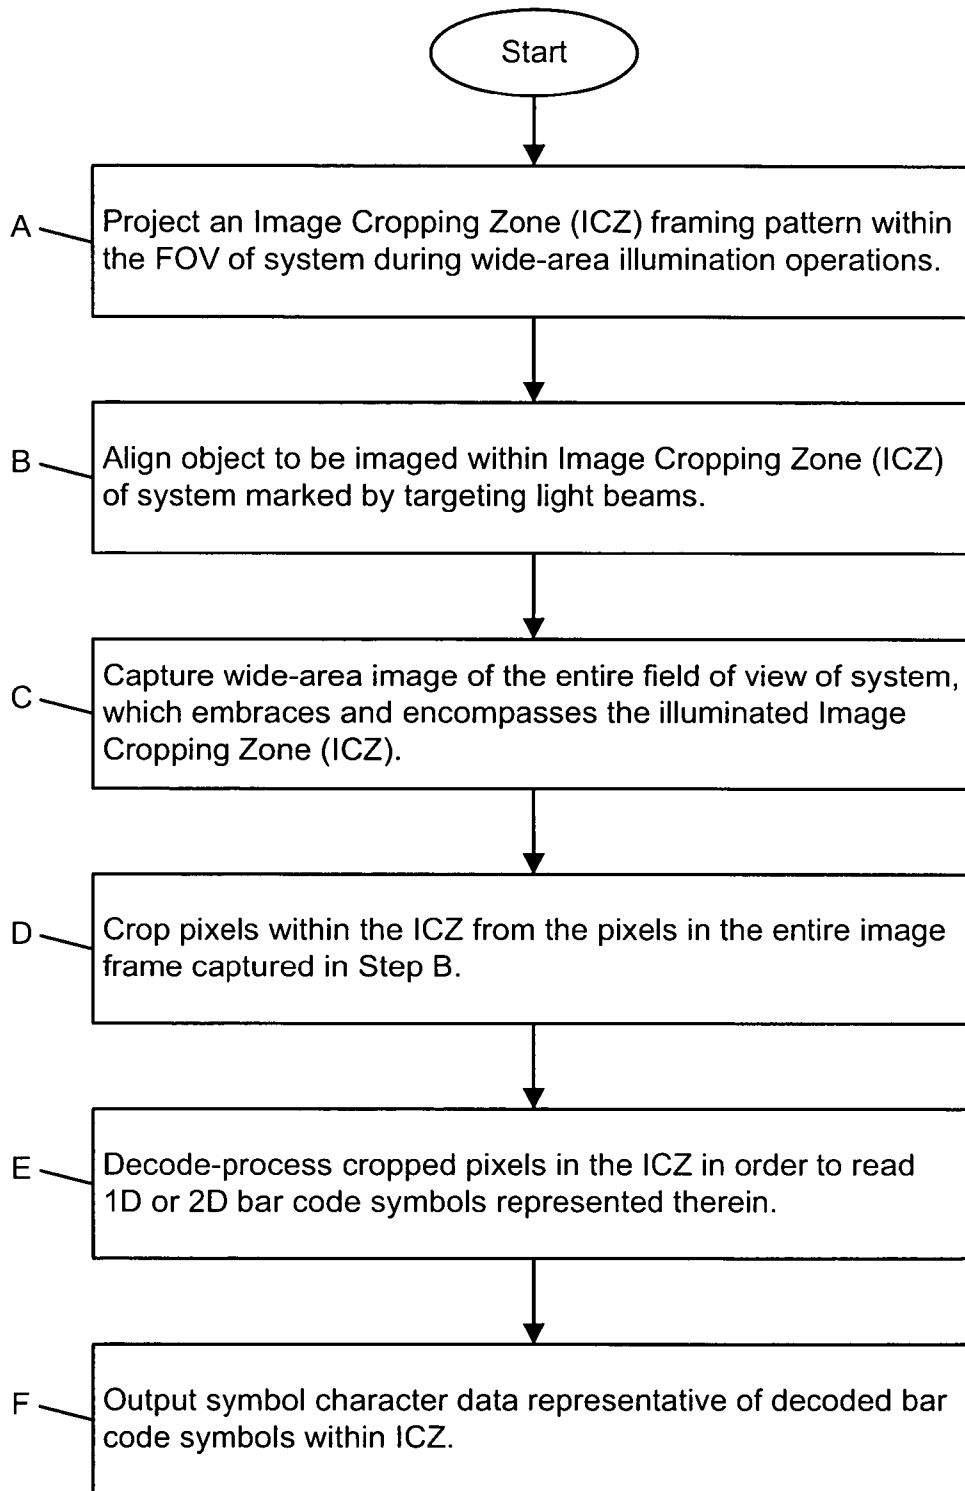 Start
A
Project an Image Cropping Zone (ICZ) framing pattern within
the FOV of system during wide-area illumination operations.
B
Align object to be imaged within Image Cropping Zone (ICZ)
of system marked by targeting light beams.
C
Capture wide-area image of the entire field of view of system,
which embraces and encompasses the illuminated Image
Cropping Zone (ICZ).
D
Crop pixels within the ICZ from the pixels in the entire image
frame captured in Step B.
E
Decode-process cropped pixels in the ICZ in order to read
1D or 2D bar code symbols represented therein.
F
Output symbol character data representative of decoded bar
code symbols within ICZ.